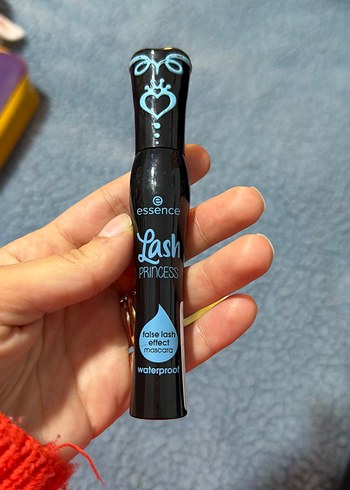 essence
Lash
PRINCESS
false lash
effect
mascara
waterproof